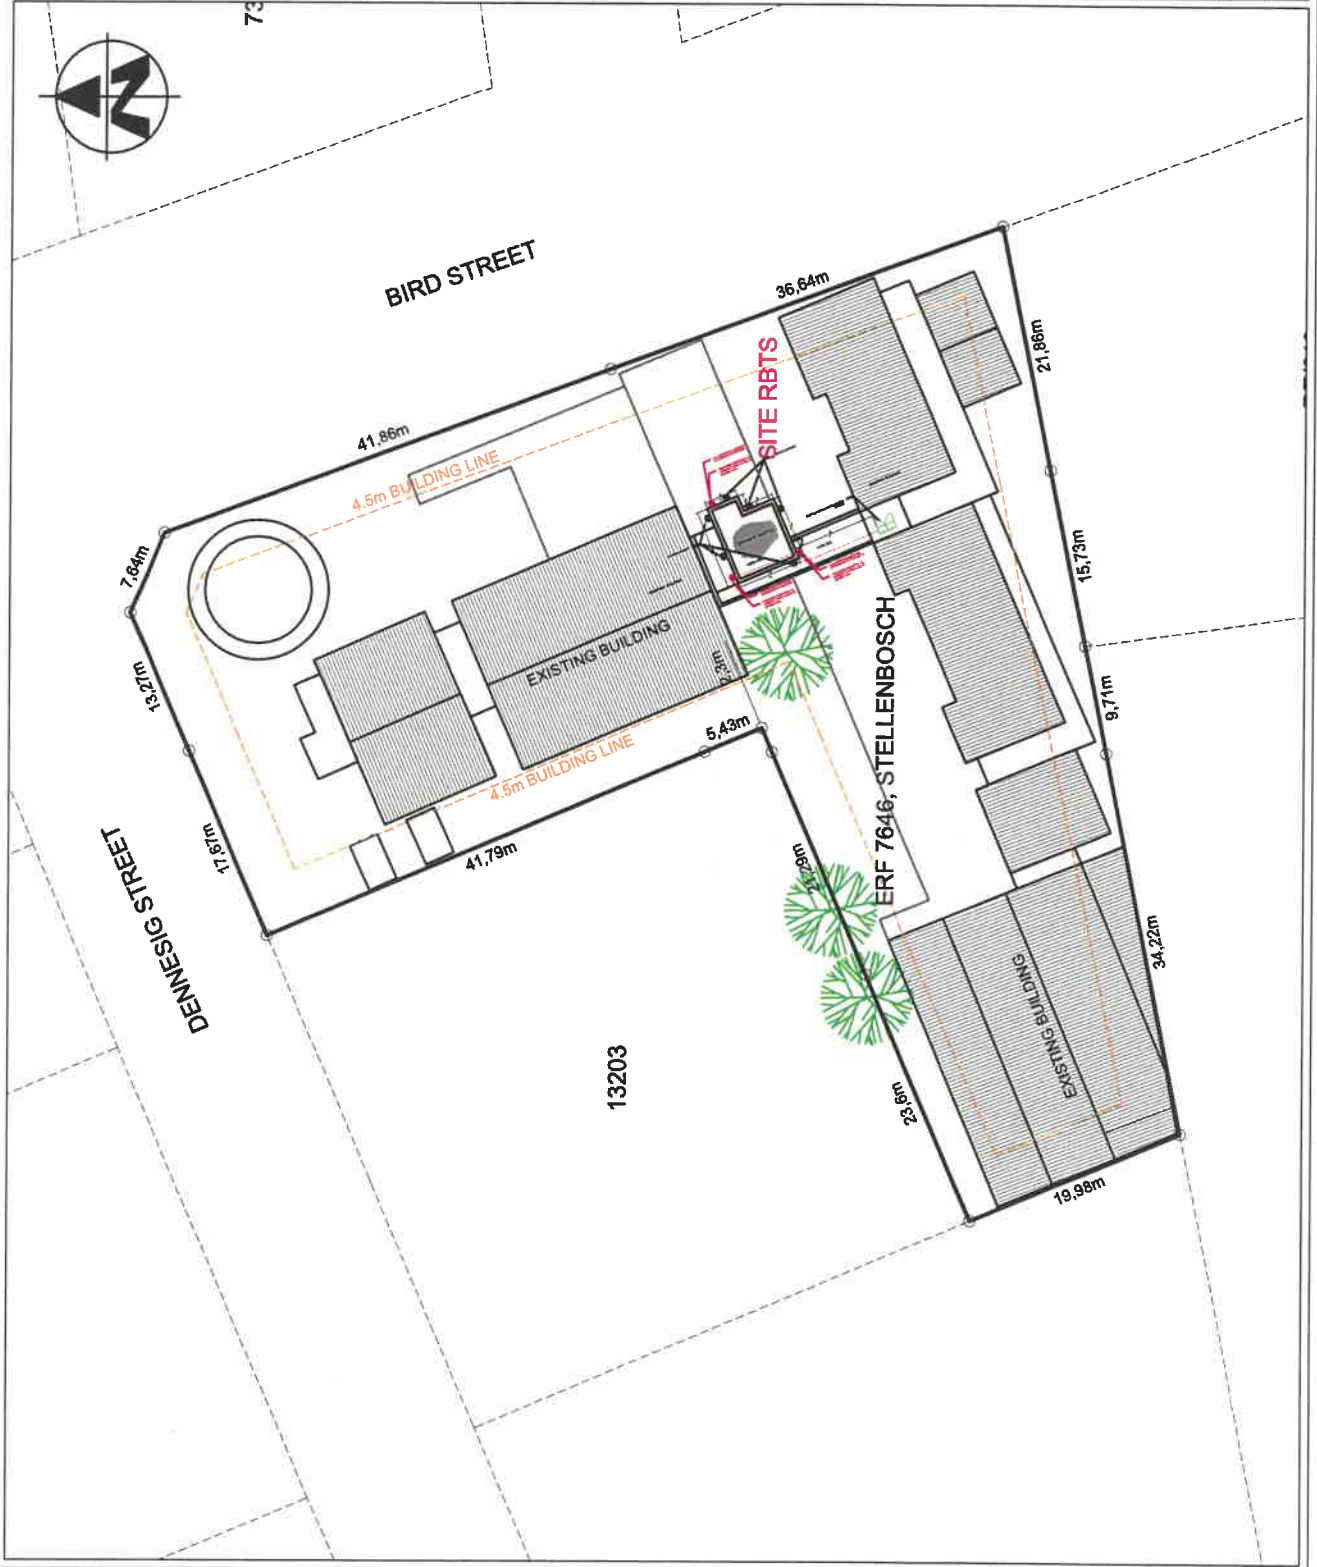 73
N
BIRD STREET
36,64m
SITE RBTS
21,86m
41,86m
4.5m BUILDING LINE
7,64m
15,73m
13,27m
EXISTING BUILDING
2,3m
9,71m
5,43m
4.5m BUILDING LINE
ERF 7646, STELLENBOSCH
17,67m
41,79m
21,29m
DENNESIG STREET
34,22m
EXISTING BUILDING
13203
23,6m
19,98m